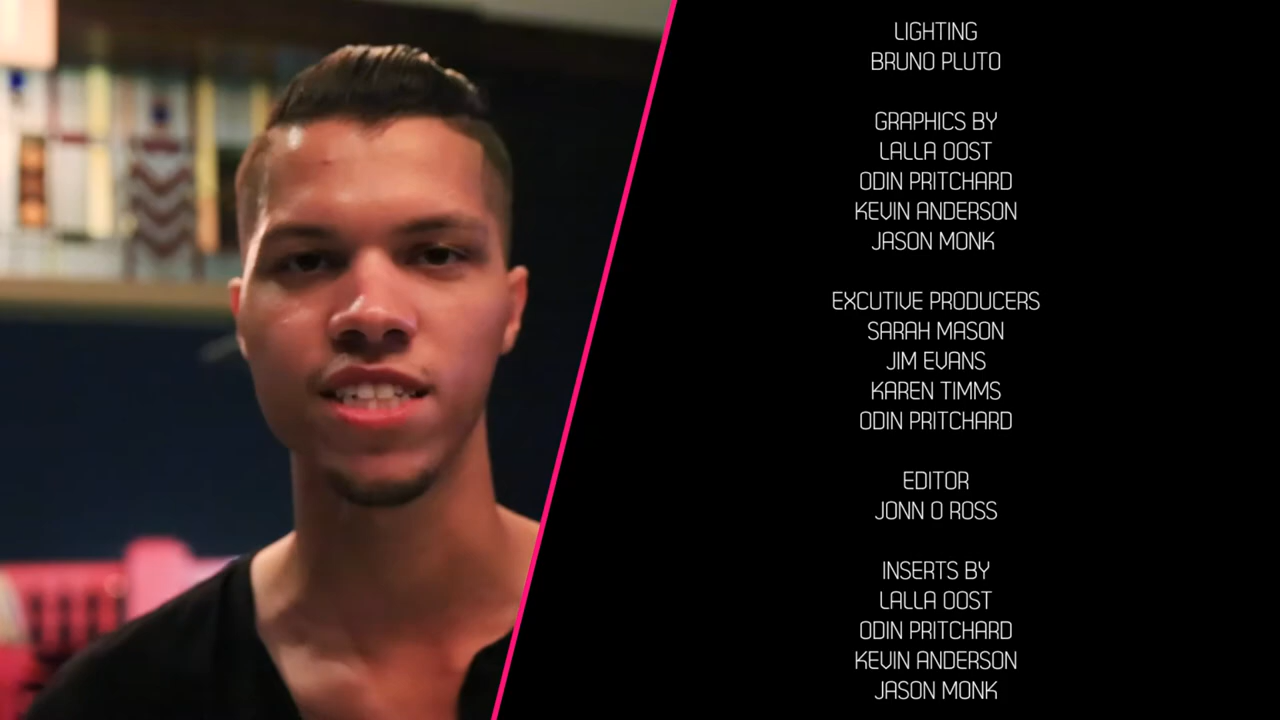 LIGHTING
BRUNO PLUTO
GRAPHICS BY
LALLA OOST
ODIN PRITCHARD
KEVIN ANDERSON
JASON MONK
EXCUTIVE PRODUCERS
SARAH MASON
JIM EVANS
KAREN TIMMS
ODIN PRITCHARD
EDITOR
JONN O ROSS
INSERTS BY
LALLA OOST
ODIN PRITCHARD
KEVIN ANDERSON
JASON MONK